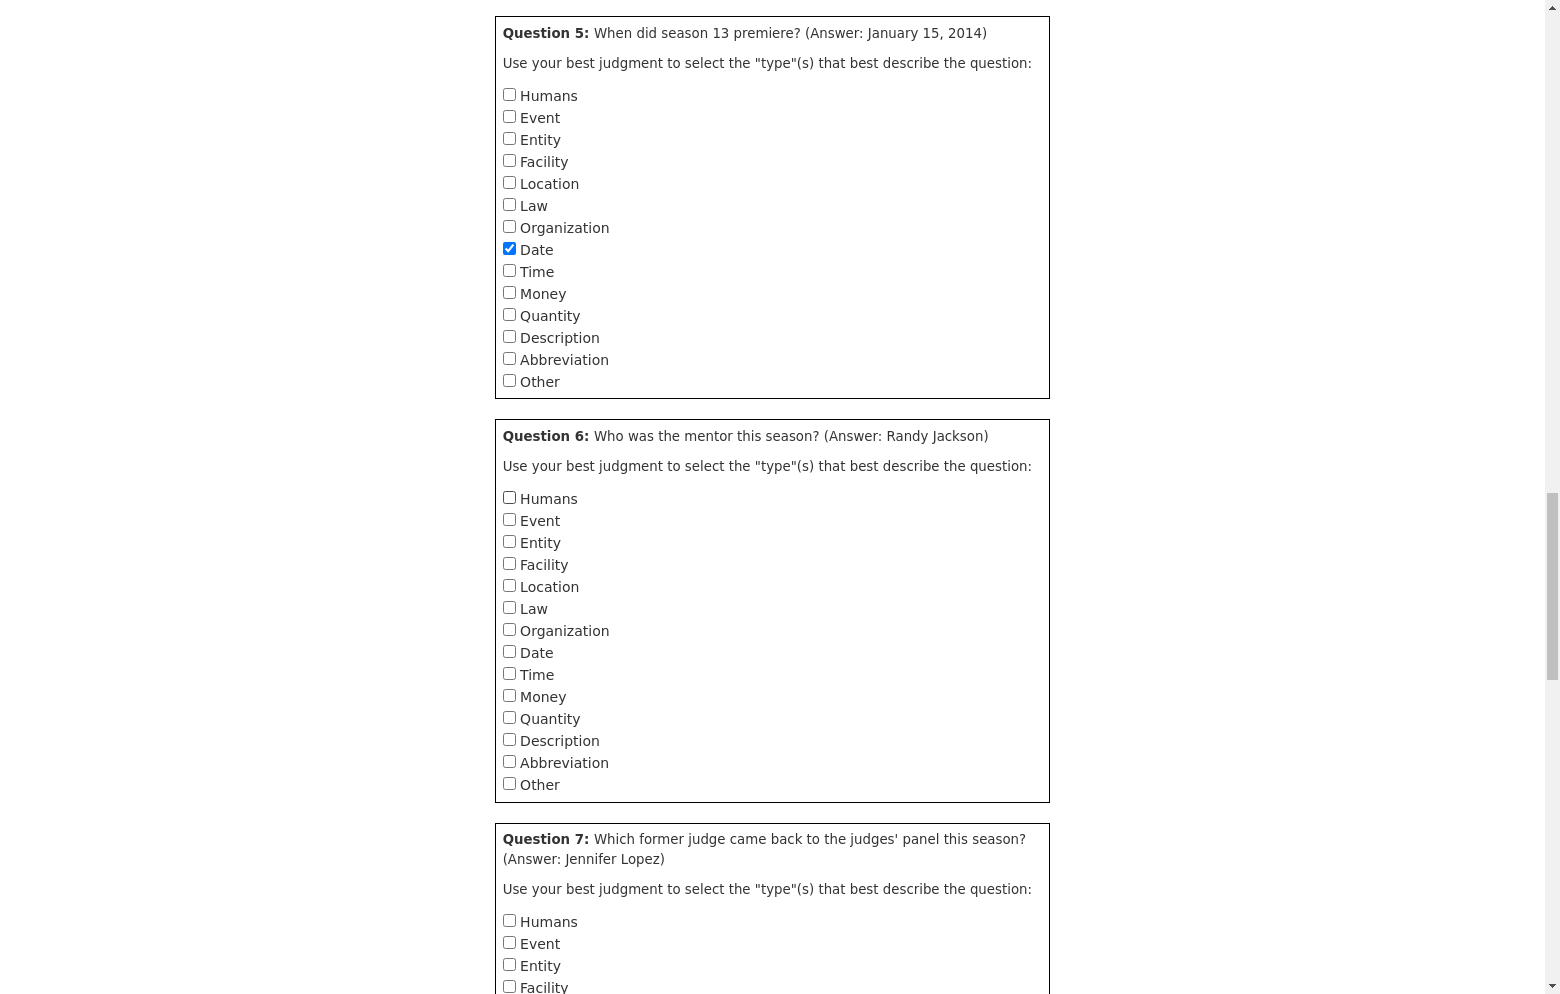 Question 5: When did season 13 premiere? (Answer: January 15, 2014)
Use your best judgment to select the "type"(s) that best describe the question:
Humans
Event
Entity
Facility
Location
Law
Organization
Date
Time
Money
Quantity
Description
Abbreviation
Other
Question 6: Who was the mentor this season? (Answer: Randy Jackson)
Use your best judgment to select the "type"(s) that best describe the question:
Humans
Event
Entity
Facility
Location
Law
Organization
Date
Time
Money
Quantity
Description
Abbreviation
Other
Question 7: Which former judge came back to the judges' panel this season?
(Answer: Jennifer Lopez)
Use your best judgment to select the "type"(s) that best describe the question:
Humans
Event
Entity
Facility